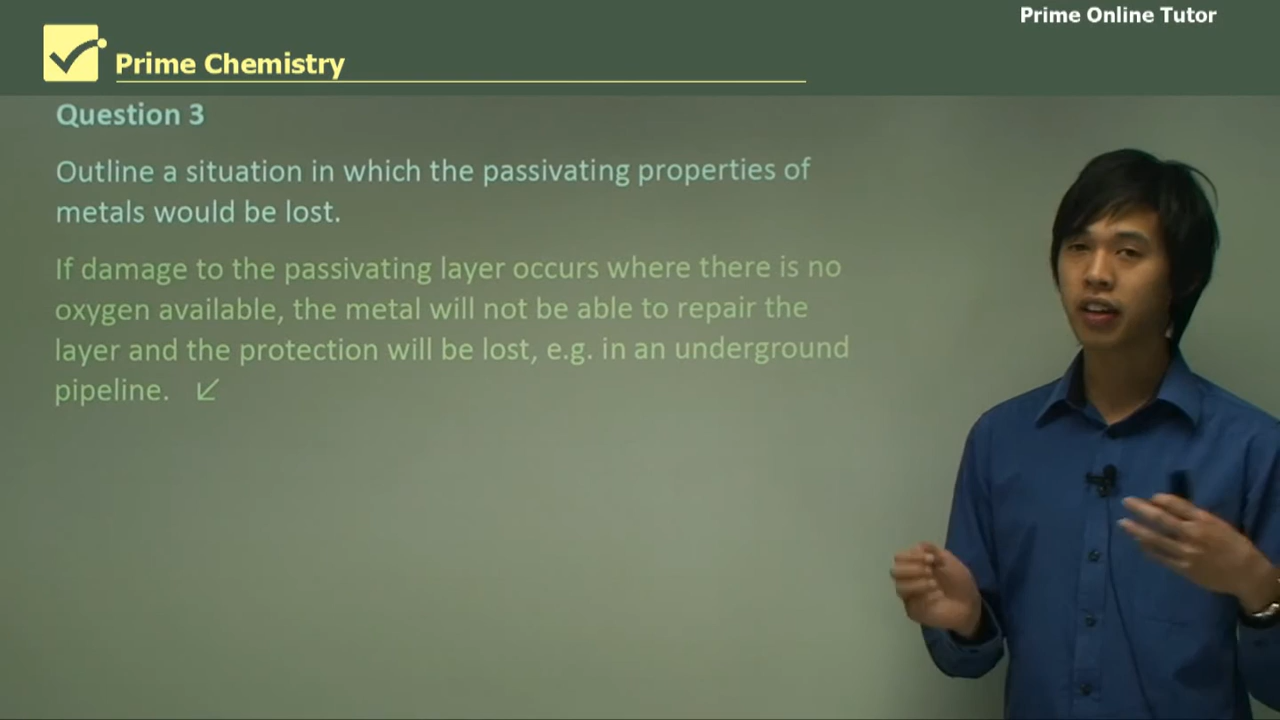 Prime Online Tutor
Prime Chemistry
Question 3
Outline a situation in which the passivating properties of
metals would be lost.
If damage to the passivating layer occurs where there is no
oxygen available, the metal will not be able to repair the
layer and the protection will be lost, e.g. in an underground
pipeline.